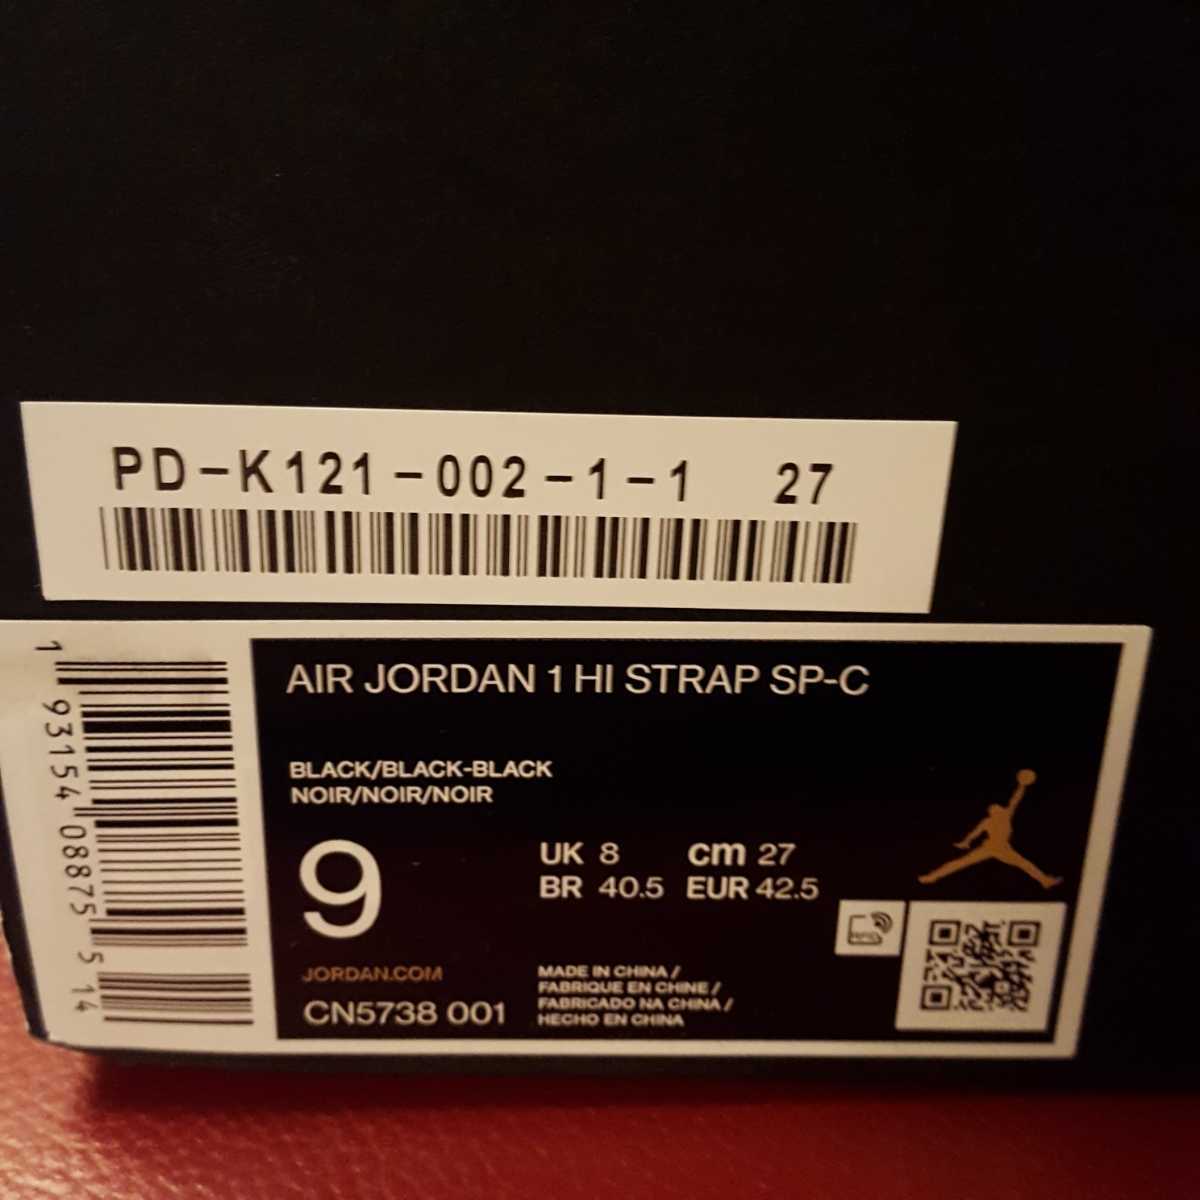 PD-K121-002-1-1 27
AIR JORDAN 1 HI STRAP SP-C
BLACK/BLACK-BLACK
NOIR/NOIR/NOIR
9
UK 8 cm 27
BR 40.5 EUR 42.5
JORDAN.COM
CN5738 001
MADE IN CHINA /
FABRIQUE EN CHINE /
FABRICADO NA CHINA /
HECHO EN CHINA
RFID
1 93154 08875 5 14